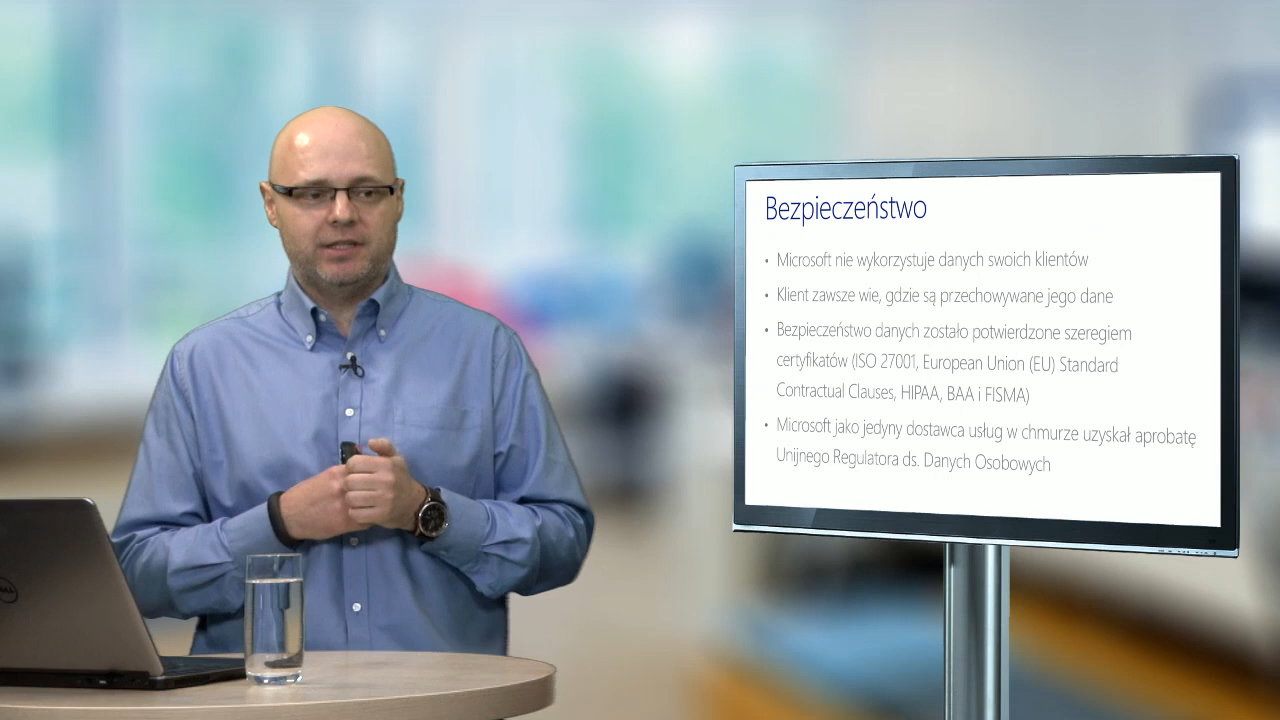 Bezpieczeństwo
• Microsoft nie wykorzystuje danych swoich klientów
• Klient zawsze wie, gdzie są przechowywane jego dane
• Bezpieczeństwo danych zostało potwierdzone szeregiem
certyfikatów (ISO 27001, European Union (EU) Standard
Contractual Clauses, HIPAA, BAA i FISMA)
• Microsoft jako jedyny dostawca usług w chmurze uzyskał aprobatę
Unijnego Regulatora ds. Danych Osobowych
DELL